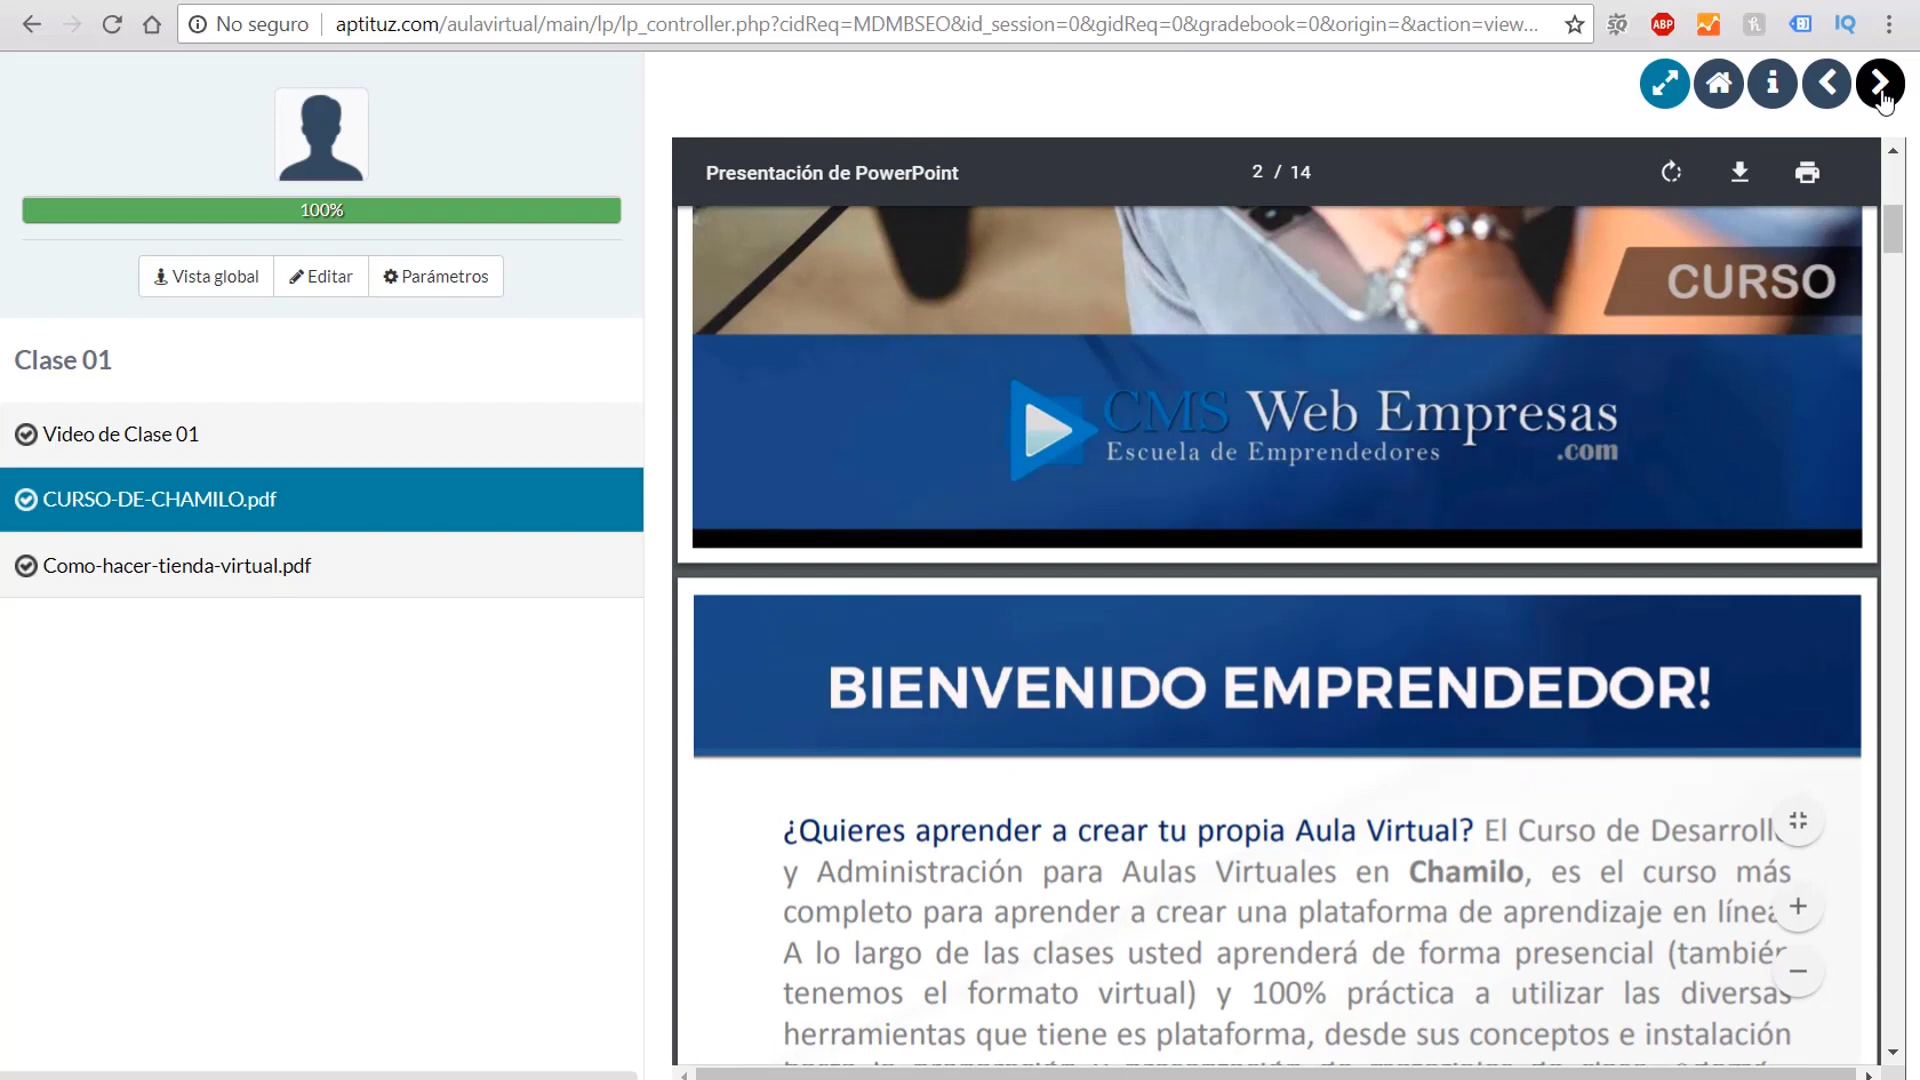 No seguro
aptituz.com/aulavirtual/main/lp/lp_controller.php?cidReq=MDMBSEO&id_session=0&gidReq=0&gradebook=0&origin=&action=view...
ABP
IQ
100%
Vista global
Editar
Parámetros
Clase 01
Video de Clase 01
CURSO-DE-CHAMILO.pdf
Como-hacer-tienda-virtual.pdf
Presentación de PowerPoint
2 / 14
CURSO
CMS Web Empresas
Escuela de Emprendedores .com
BIENVENIDO EMPRENDEDOR!
¿Quieres aprender a crear tu propia Aula Virtual? El Curso de Desarroll
y Administración para Aulas Virtuales en Chamilo, es el curso más
completo para aprender a crear una plataforma de aprendizaje en línea
A lo largo de las clases usted aprenderá de forma presencial (también
tenemos el formato virtual) y 100% práctica a utilizar las diversas
herramientas que tiene es plataforma, desde sus conceptos e instalación